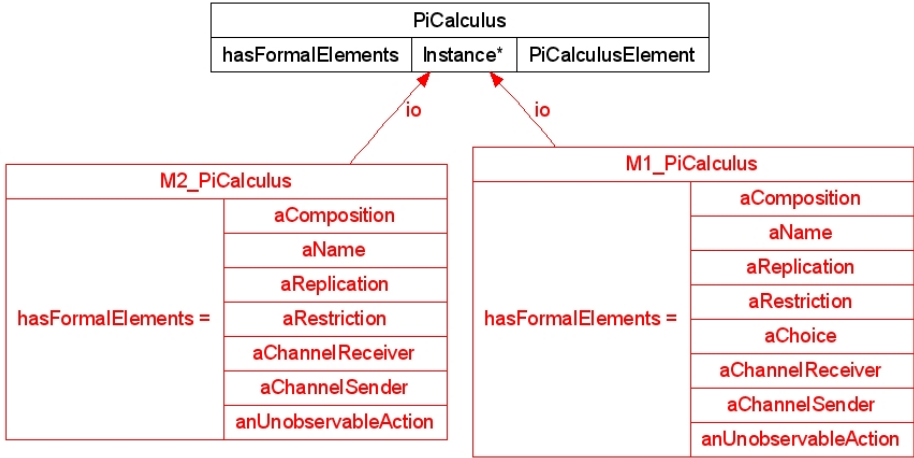 PiCalculus
hasFormalElements Instance* PiCalculusElement
io
io
M2_PiCalculus
hasFormalElements =
aComposition
aName
aReplication
aRestriction
aChannelReceiver
aChannelSender
anUnobservableAction
M1_PiCalculus
hasFormalElements =
aComposition
aName
aReplication
aRestriction
aChoice
aChannelReceiver
aChannelSender
anUnobservableAction